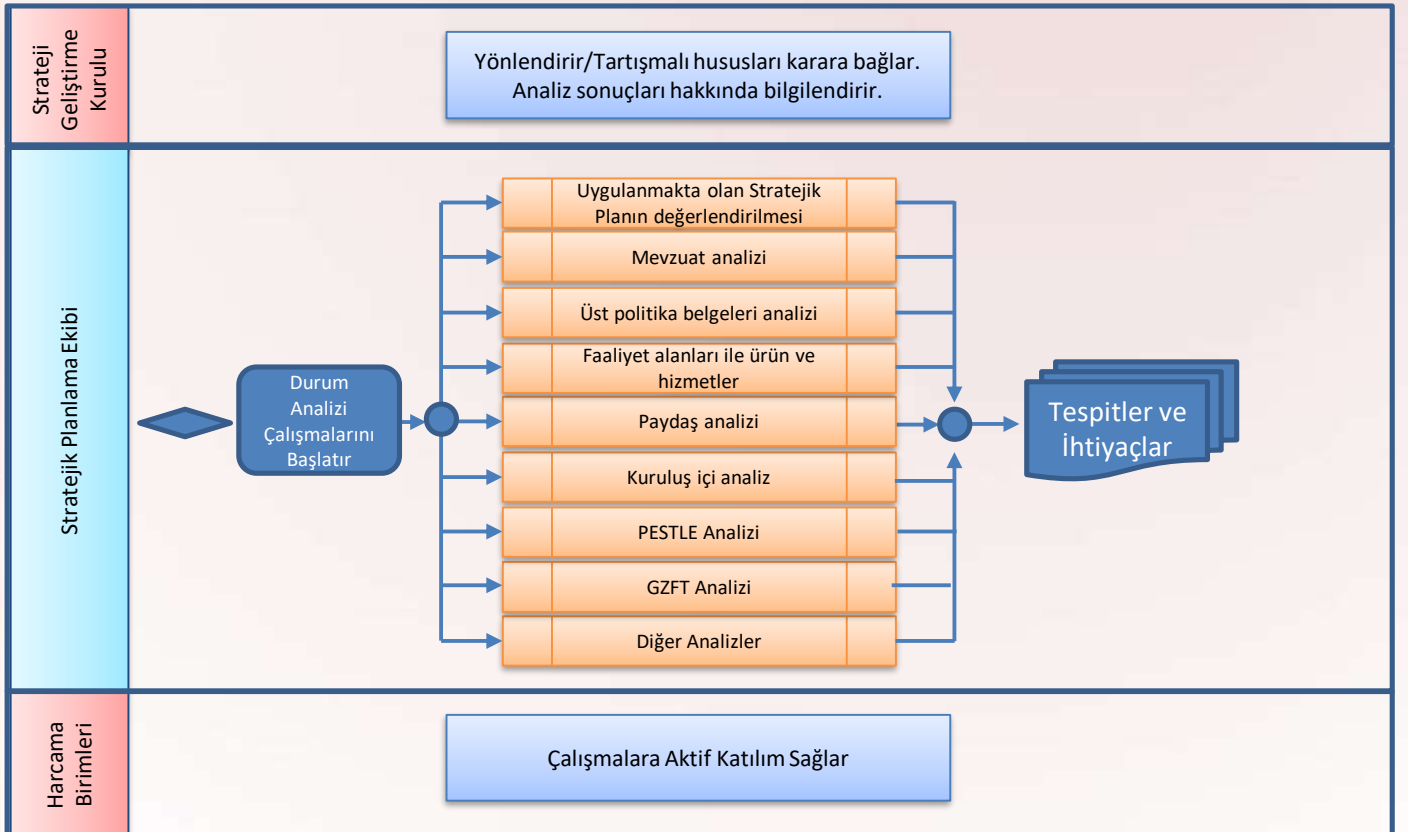 Strateji
Geliştirme
Kurulu
Yönlendirir/Tartışmalı hususları karara bağlar.
Analiz sonuçları hakkında bilgilendirir.
Stratejik Planlama Ekibi
Durum
Analizi
Çalışmalarını
Başlatır
Uygulanmakta olan Stratejik
Planın değerlendirilmesi
Mevzuat analizi
Üst politika belgeleri analizi
Faaliyet alanları ile ürün ve
hizmetler
Paydaş analizi
Kuruluş içi analiz
PESTLE Analizi
GZFT Analizi
Diğer Analizler
Tespitler ve
İhtiyaçlar
Harcama
Birimleri
Çalışmalara Aktif Katılım Sağlar